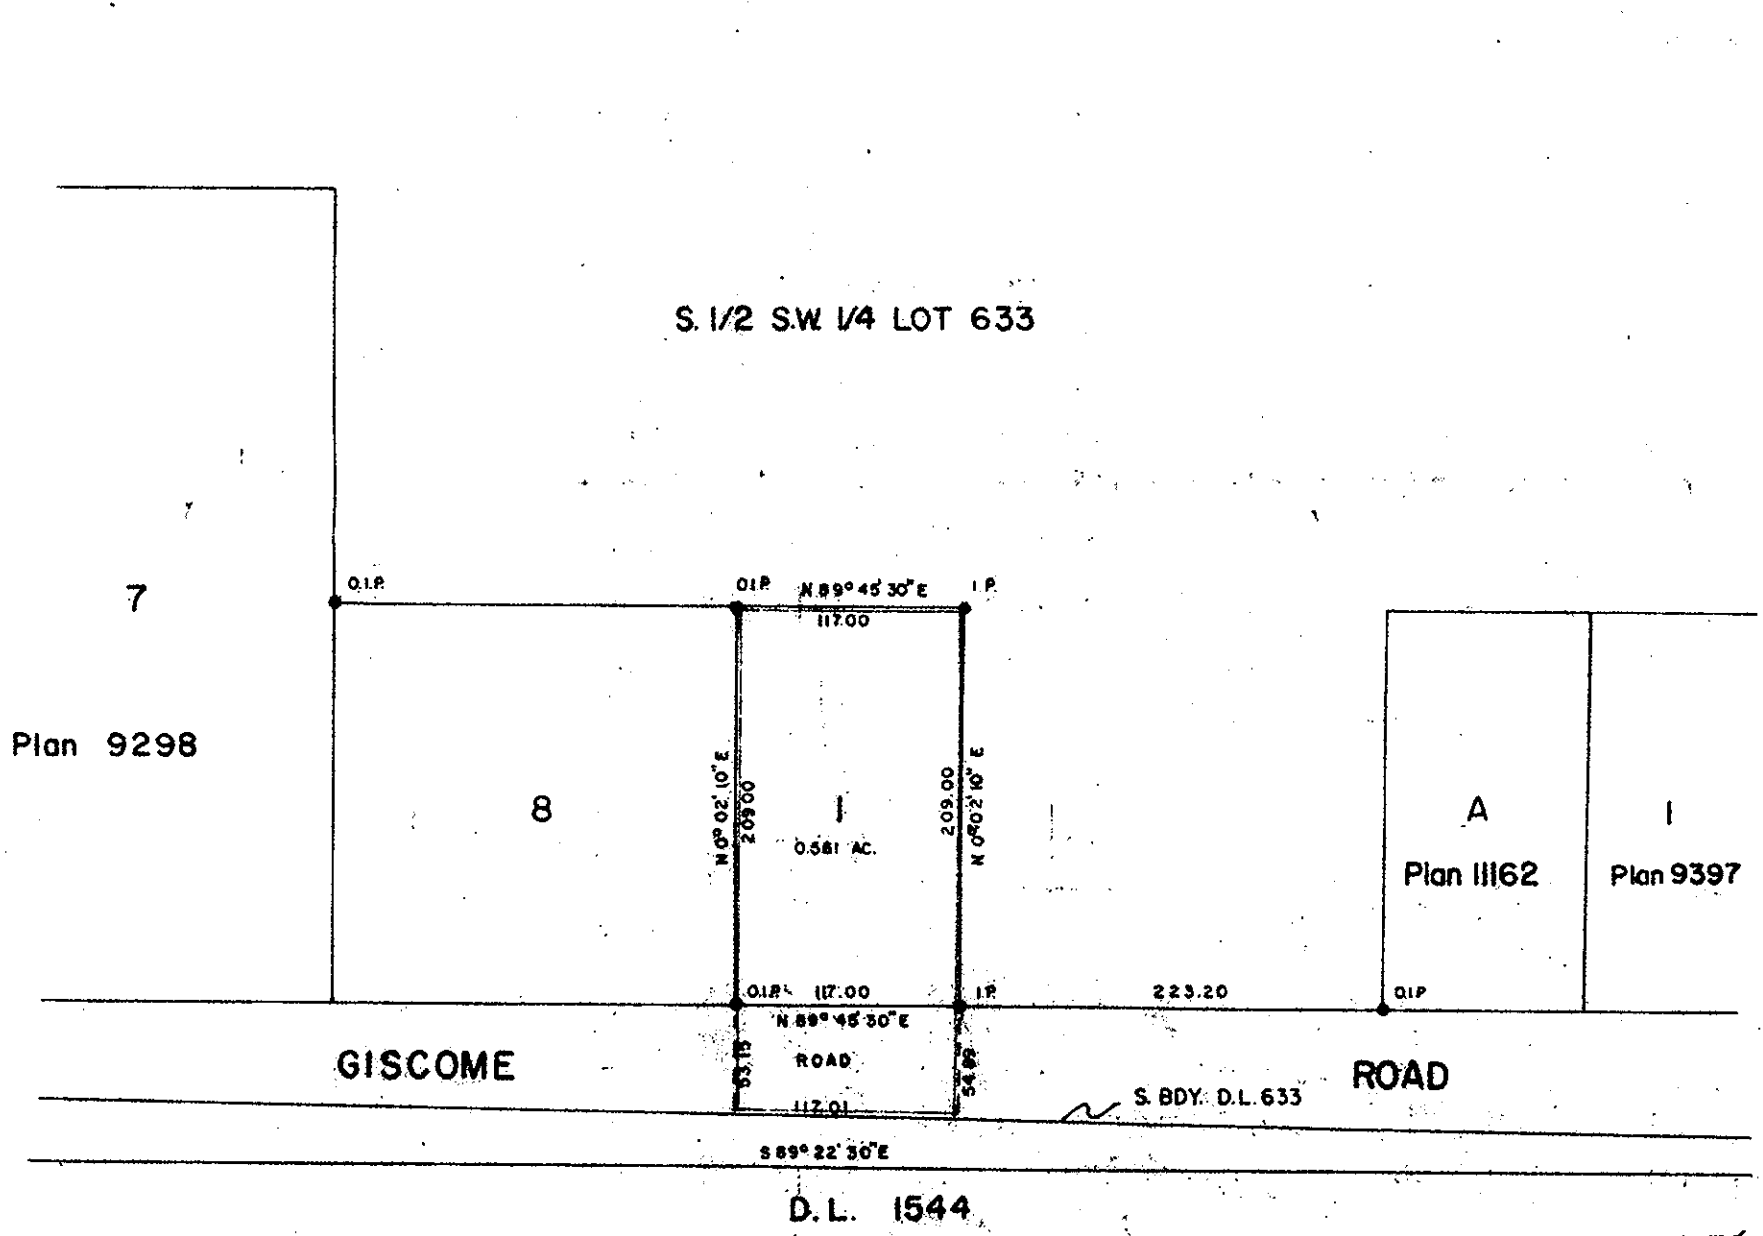 S. 1/2 S.W. 1/4 LOT 633
7
O.I.P.
O.I.P.
N 89° 45' 30" E
I.P.
117.00
Plan 9298
8
N 0° 02' 10" E
209.00
1
0.561 AC.
209.00
N 0° 02' 10" E
A
Plan 11162
1
Plan 9397
O.I.P.
117.00
I.P.
223.20
O.I.P
N 89° 45' 30" E
GISCOME
53.15
ROAD
54.89
ROAD
117.01
S. BDY. D.L. 633
S 89° 22' 30" E
D.L. 1544